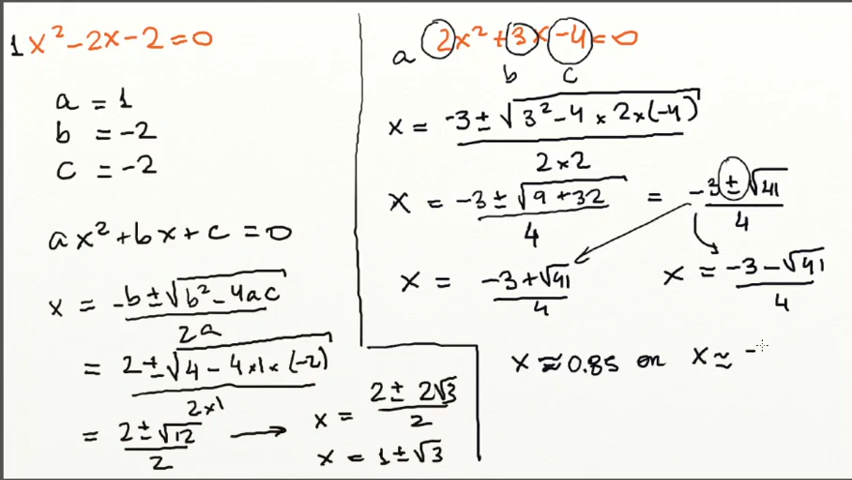 1x² - 2x - 2 = 0
a = 1
b = -2
c = -2
ax² + bx + c = 0
x = -b ± √b² - 4ac / 2a
= 2 ± √4 - 4 × 1 × (-2) / 2×1
= 2 ± √12 / 2 → x = 2 ± 2√3 / 2
x = 1 ± √3
a 2x² + 3x - 4 = 0
b c
x = -3 ± √3² - 4 × 2 × (-4) / 2 × 2
x = -3 ± √9 + 32 / 4 = -3 ± √41 / 4
x = -3 + √41 / 4 x = -3 - √41 / 4
x ≈ 0.85 or x ≈ -